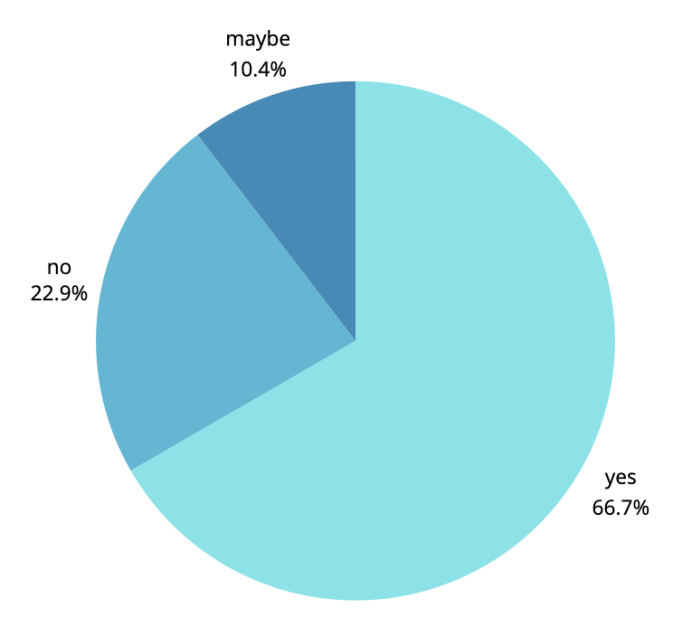 maybe
10.4%
no
22.9%
yes
66.7%